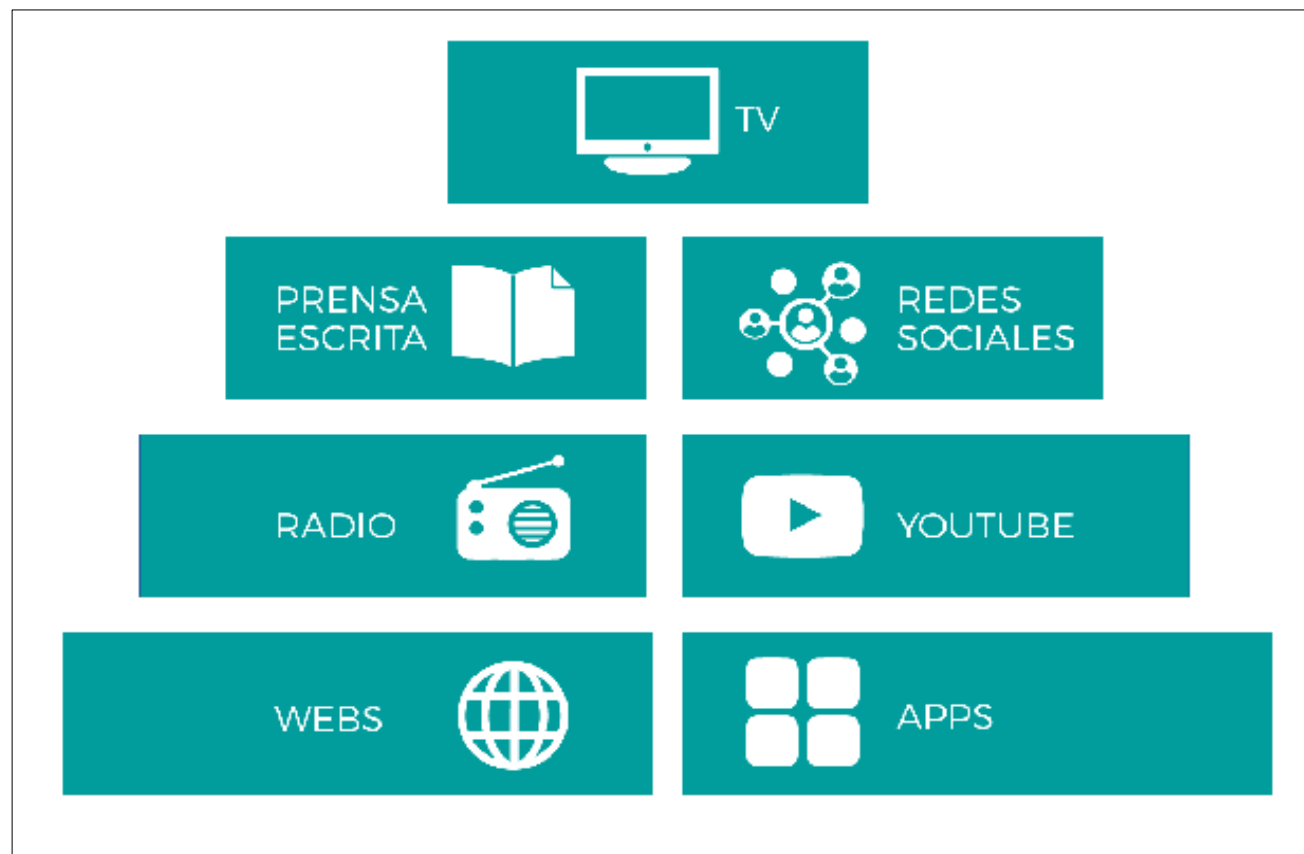 TV
PRENSA
ESCRITA
REDES
SOCIALES
RADIO
YOUTUBE
WEBS
APPS